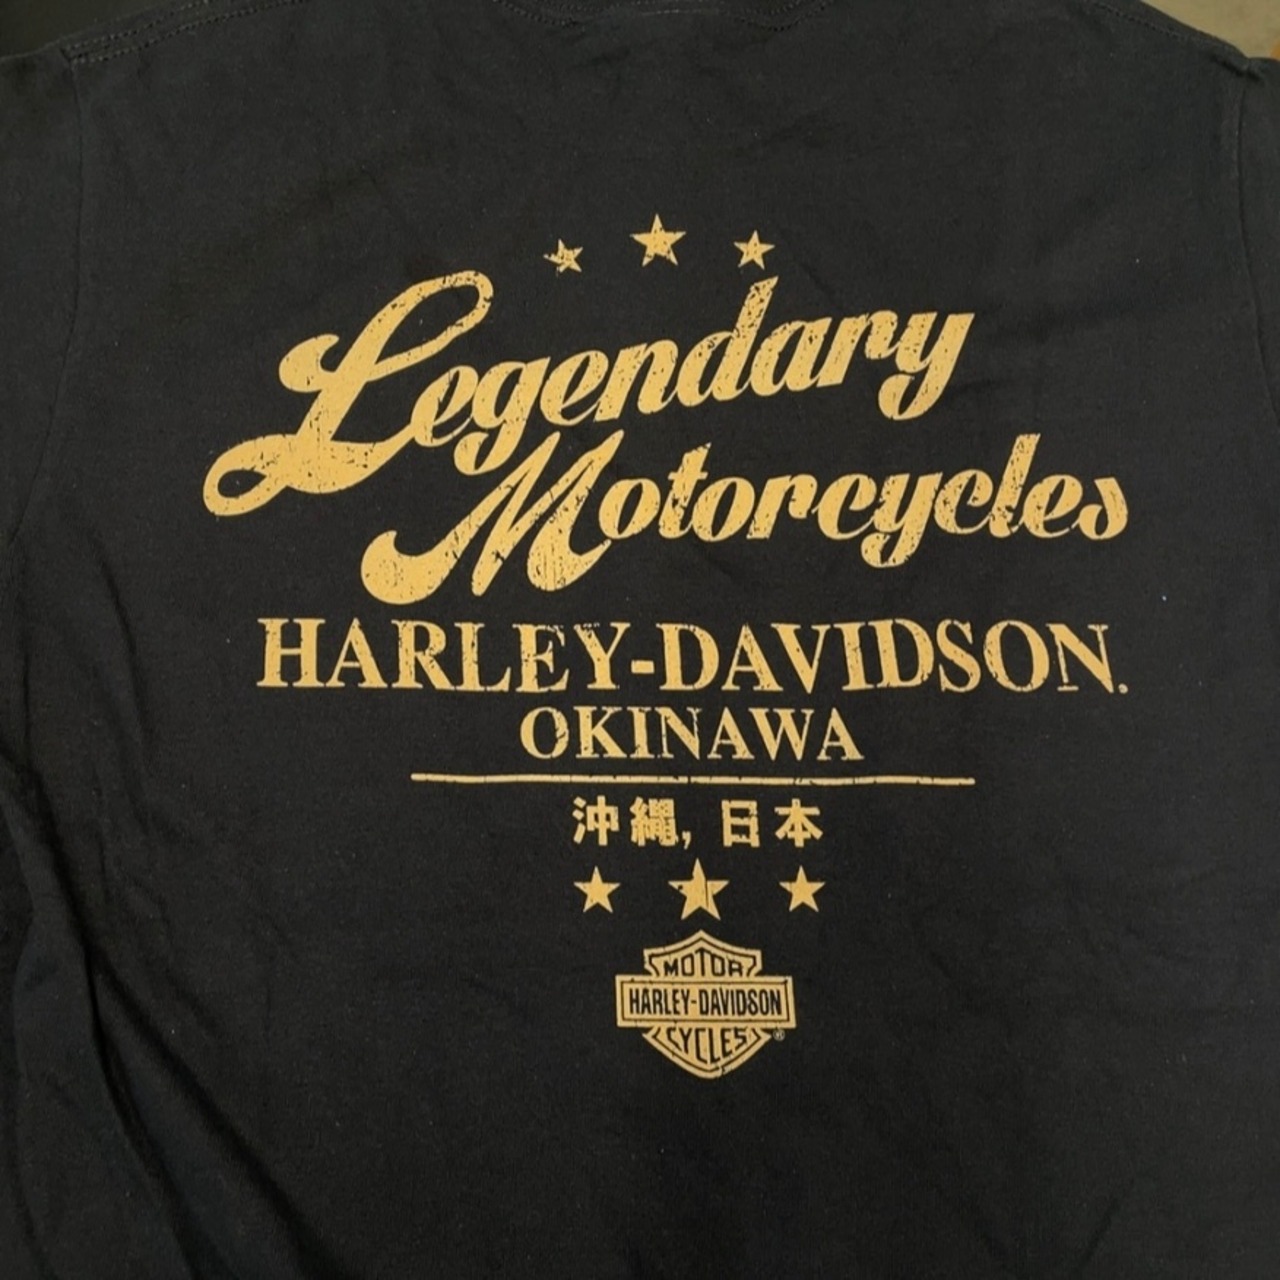 Legendary
Motorcycles
HARLEY-DAVIDSON.
OKINAWA
沖縄, 日本
MOTOR
HARLEY-DAVIDSON
CYCLES ®